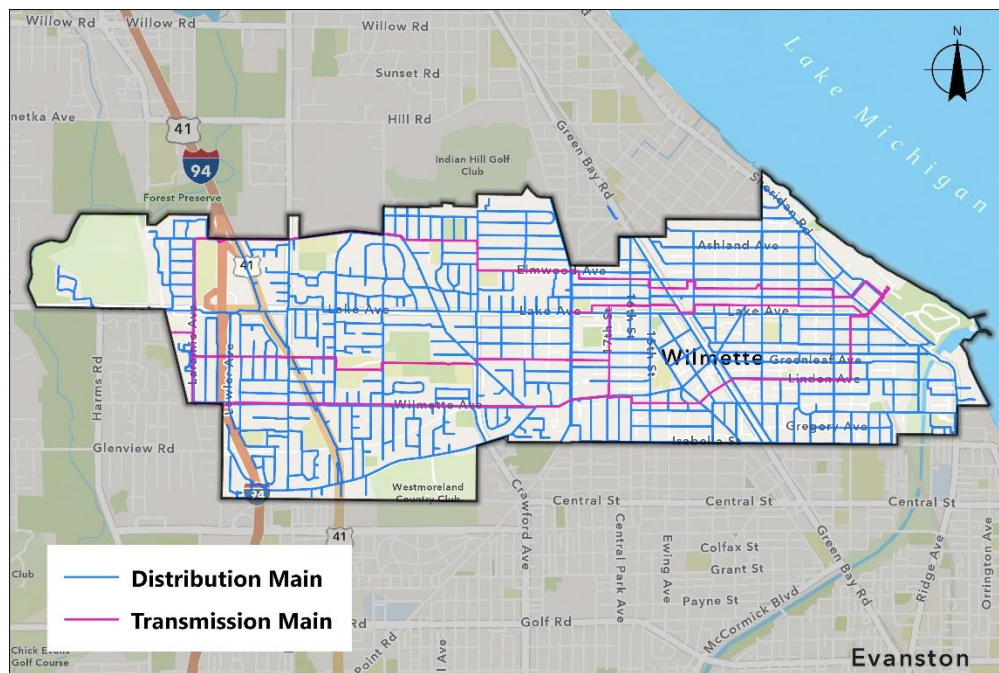 Willow Rd
Willow Rd
Willow Rd
N
Sunset Rd
Lake Michigan
netka Ave
41
Hill Rd
Green Bay Rd
94
Indian Hill Golf
Club
Forest Preserve
Sheridan Rd
Ashland Ave
41
Elmwood Ave
Lake Ave
Lake Ave
Lake Ave
17th St
16th St
15th St
Wilmette
Greenleaf Ave
Harms Rd
Lawler Ave
Linden Ave
Wilmette Ave
Gregory Ave
Isabella St
Glenview Rd
Westmoreland
Country Club
94
Central St
Central St
Central St
41
Crawford Ave
Central Park Ave
Ewing Ave
Green Bay Rd
Ridge Ave
Orrington Ave
Colfax St
Grant St
Payne St
McCormick Blvd
Club
Distribution Main
Transmission Main
Golf Rd
Chick Evans
Golf Course
Point Rd
Evanston